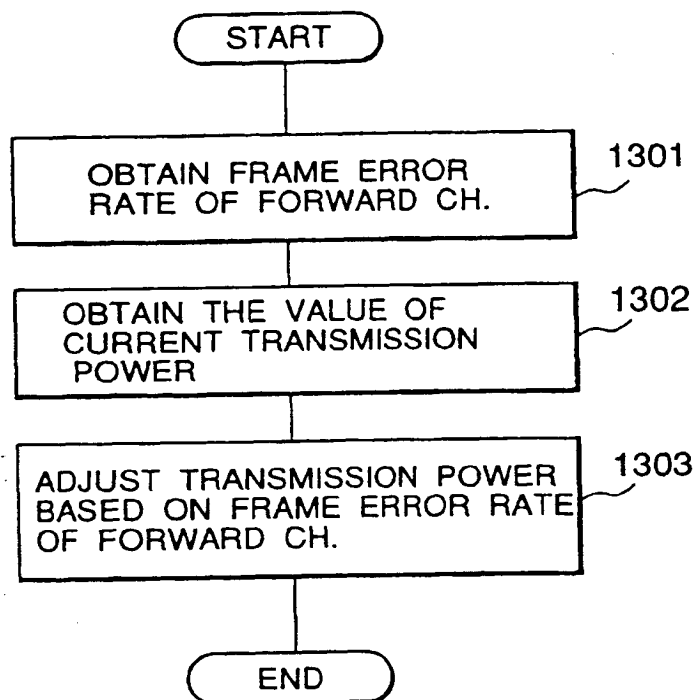 START
OBTAIN FRAME ERROR
RATE OF FORWARD CH.
1301
OBTAIN THE VALUE OF
CURRENT TRANSMISSION
POWER
1302
ADJUST TRANSMISSION POWER
BASED ON FRAME ERROR RATE
OF FORWARD CH.
1303
END